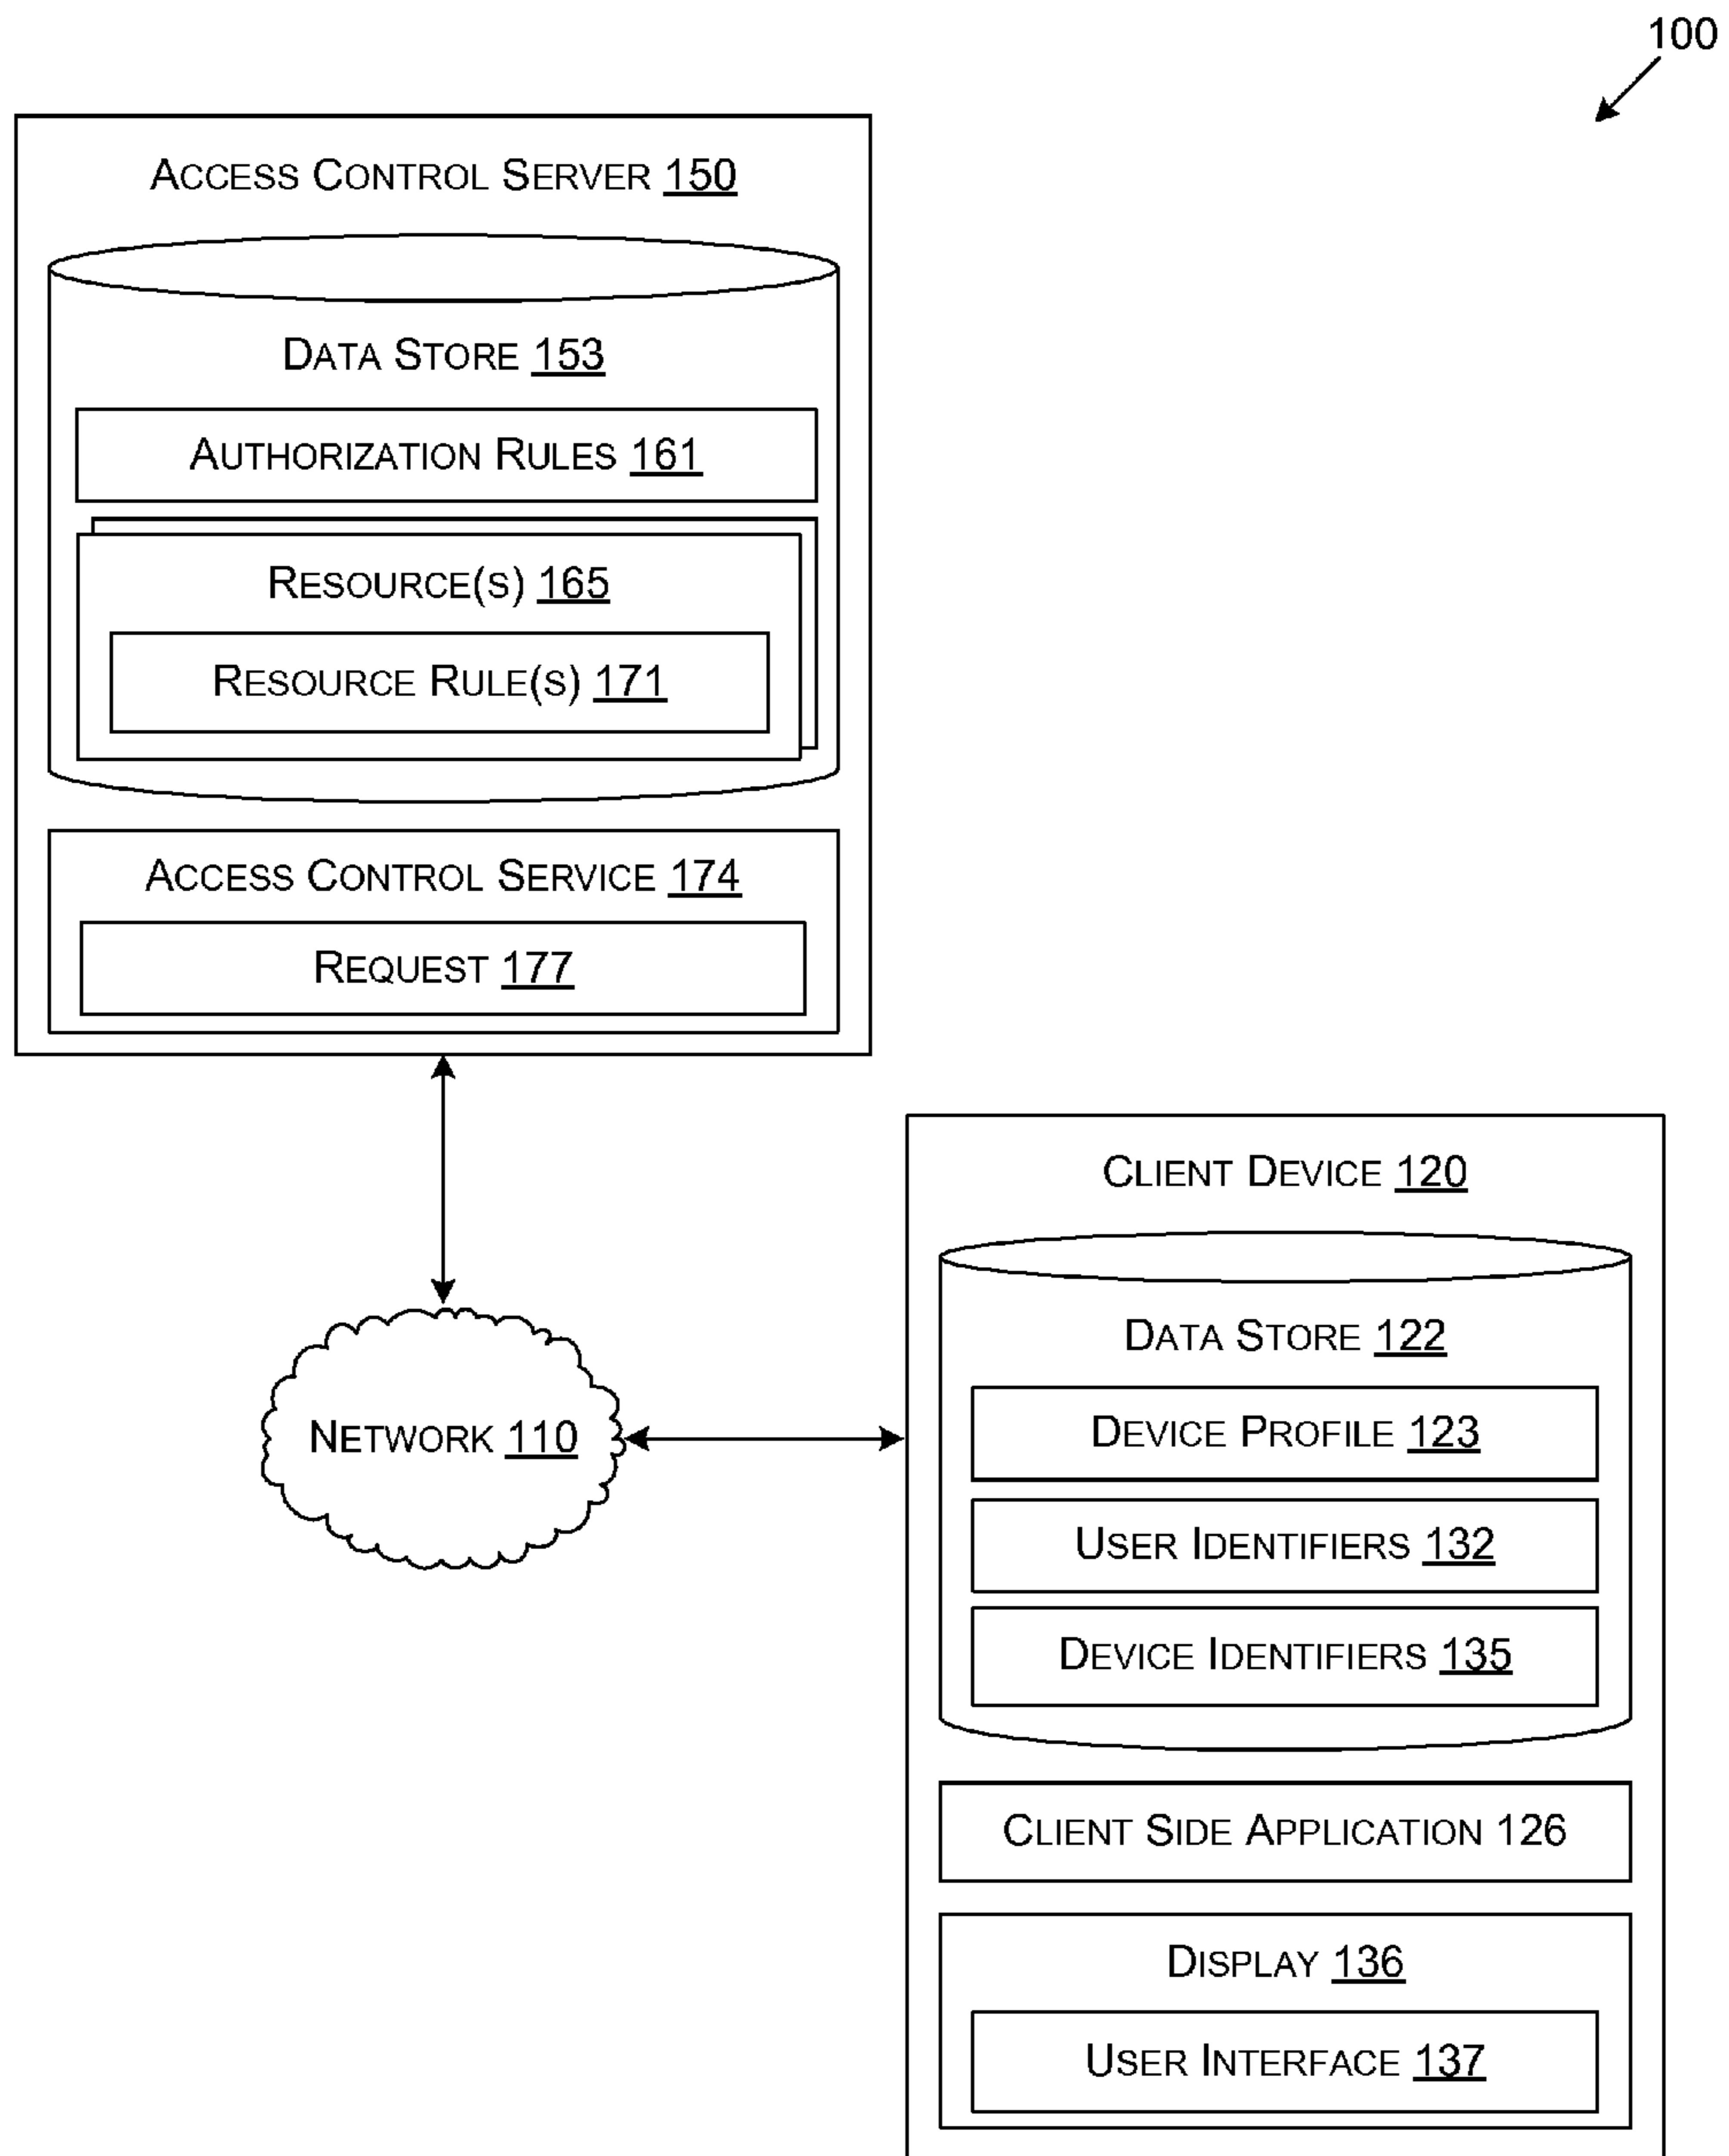 100
ACCESS CONTROL SERVER 150
DATA STORE 153
AUTHORIZATION RULES 161
RESOURCE(S) 165
RESOURCE RULE(S) 171
ACCESS CONTROL SERVICE 174
REQUEST 177
NETWORK 110
CLIENT DEVICE 120
DATA STORE 122
DEVICE PROFILE 123
USER IDENTIFIERS 132
DEVICE IDENTIFIERS 135
CLIENT SIDE APPLICATION 126
DISPLAY 136
USER INTERFACE 137